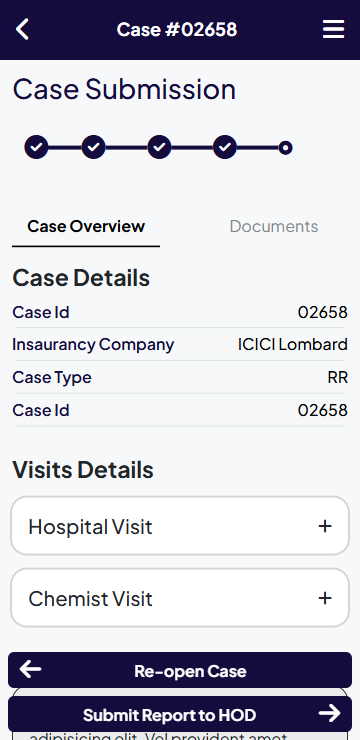 Case #02658
Case Submission
Case Overview
Documents
Case Details
Case Id 02658
Insaurancy Company ICICI Lombard
Case Type RR
Case Id 02658
Visits Details
Hospital Visit +
Chemist Visit +
Re-open Case
Submit Report to HOD
adipisicing elit. Vel provident amet